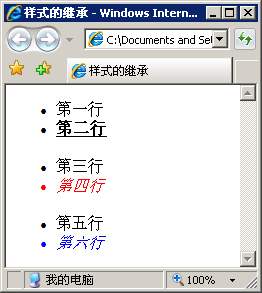 样式的继承 - Windows Intern...
C:\Documents and Set
样式的继承
第一行
第二行
第三行
第四行
第五行
第六行
我的电脑
100%